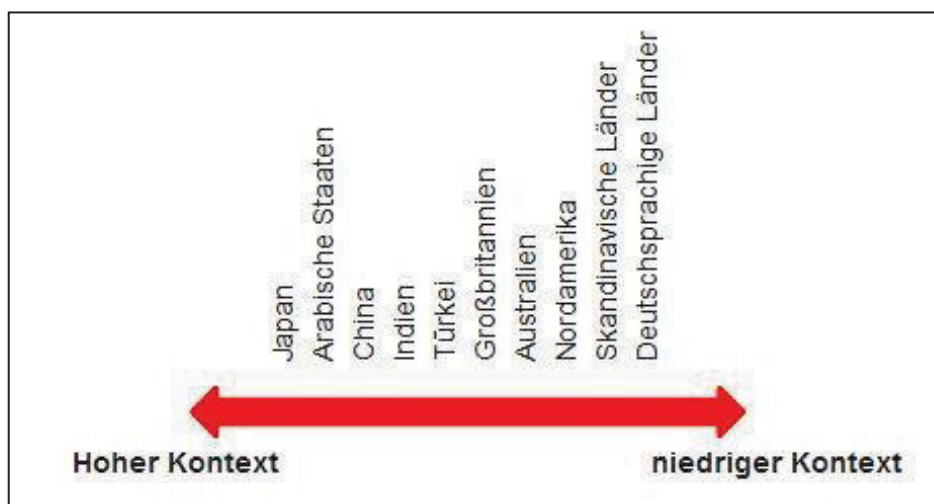 Japan
Arabische Staaten
China
Indien
Türkei
Großbritannien
Australien
Nordamerika
Skandinavische Länder
Deutschsprachige Länder
Hoher Kontext
niedriger Kontext